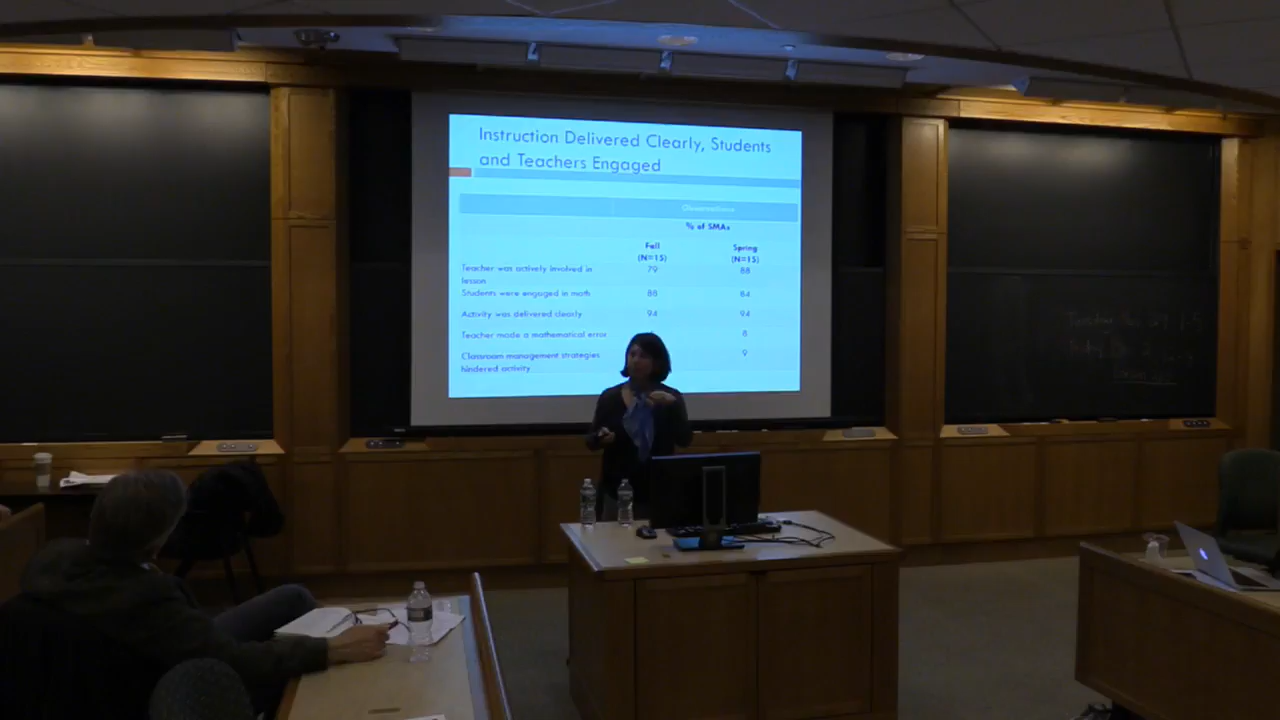 Instruction Delivered Clearly, Students
and Teachers Engaged
Observations
% of SMAs
Fall Spring
(N=15) (N=15)
Teacher was actively involved in 79 88
lesson
Students were engaged in math 88 84
Activity was delivered clearly 94 94
Teacher made a mathematical error 8
Classroom management strategies 9
hindered activity